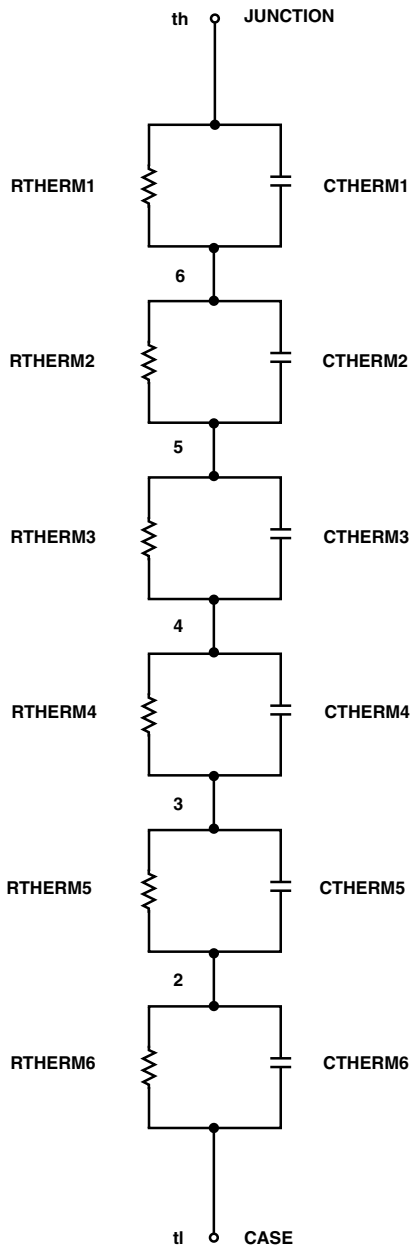 th JUNCTION
RTHERM1 CTHERM1
6
RTHERM2 CTHERM2
5
RTHERM3 CTHERM3
4
RTHERM4 CTHERM4
3
RTHERM5 CTHERM5
2
RTHERM6 CTHERM6
tl CASE